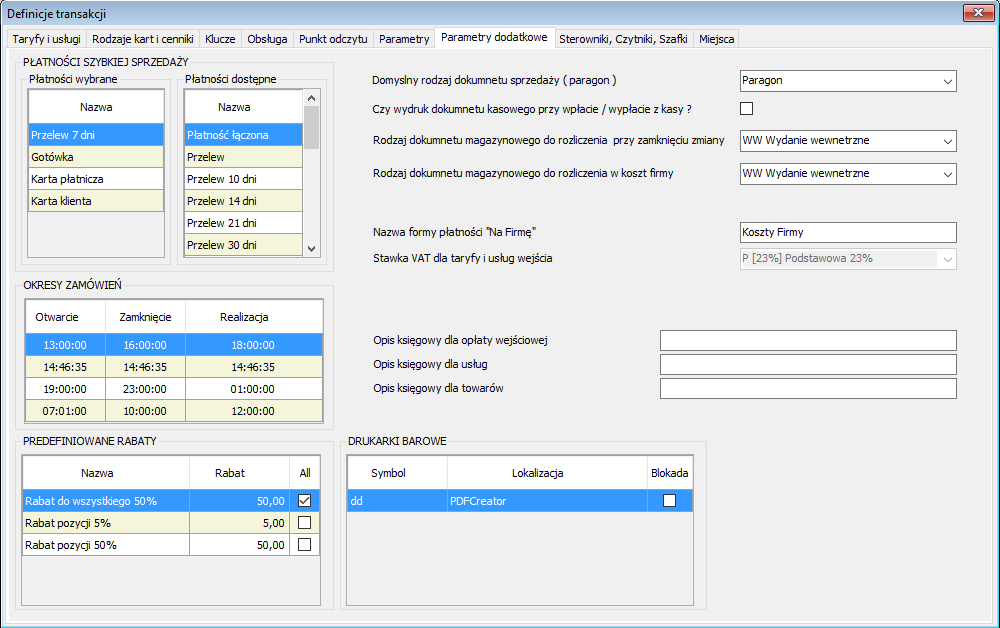 Definicje transakcji
Taryfy i usługi Rodzaje kart i cenniki Klucze Obsługa Punkt odczytu Parametry Parametry dodatkowe Sterowniki, Czytniki, Szafki Miejsca
PŁATNOŚCI SZYBKIEJ SPRZEDAŻY
Płatności wybrane
Nazwa
Przelew 7 dni
Gotówka
Karta płatnicza
Karta klienta
Płatności dostępne
Nazwa
Płatność łączona
Przelew
Przelew 10 dni
Przelew 14 dni
Przelew 21 dni
Przelew 30 dni
Domyslny rodzaj dokumnetu sprzedaży ( paragon ) Paragon
Czy wydruk dokumnetu kasowego przy wpłacie / wypłacie z kasy ?
Rodzaj dokumnetu magazynowego do rozliczenia przy zamknięciu zmiany WW Wydanie wewnetrzne
Rodzaj dokumnetu magazynowego do rozliczenia w koszt firmy WW Wydanie wewnetrzne
Nazwa formy płatności "Na Firmę" Koszty Firmy
Stawka VAT dla taryfy i usług wejścia P [23%] Podstawowa 23%
OKRESY ZAMÓWIEŃ
Otwarcie Zamknięcie Realizacja
13:00:00 16:00:00 18:00:00
14:46:35 14:46:35 14:46:35
19:00:00 23:00:00 01:00:00
07:01:00 10:00:00 12:00:00
Opis księgowy dla opłaty wejściowej
Opis księgowy dla usług
Opis księgowy dla towarów
PREDEFINIOWANE RABATY
Nazwa Rabat All
Rabat do wszystkiego 50% 50,00
Rabat pozycji 5% 5,00
Rabat pozycji 50% 50,00
DRUKARKI BAROWE
Symbol Lokalizacja Blokada
dd PDFCreator